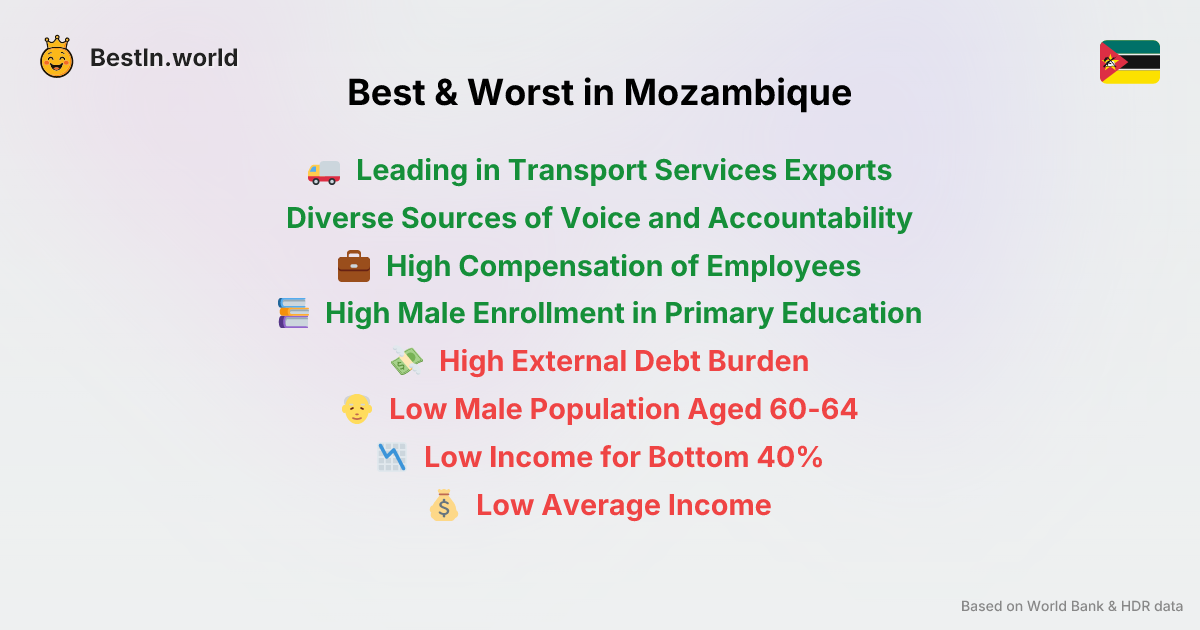 BestIn.world
Best & Worst in Mozambique
Leading in Transport Services Exports
Diverse Sources of Voice and Accountability
High Compensation of Employees
High Male Enrollment in Primary Education
High External Debt Burden
Low Male Population Aged 60-64
Low Income for Bottom 40%
Low Average Income
Based on World Bank & HDR data